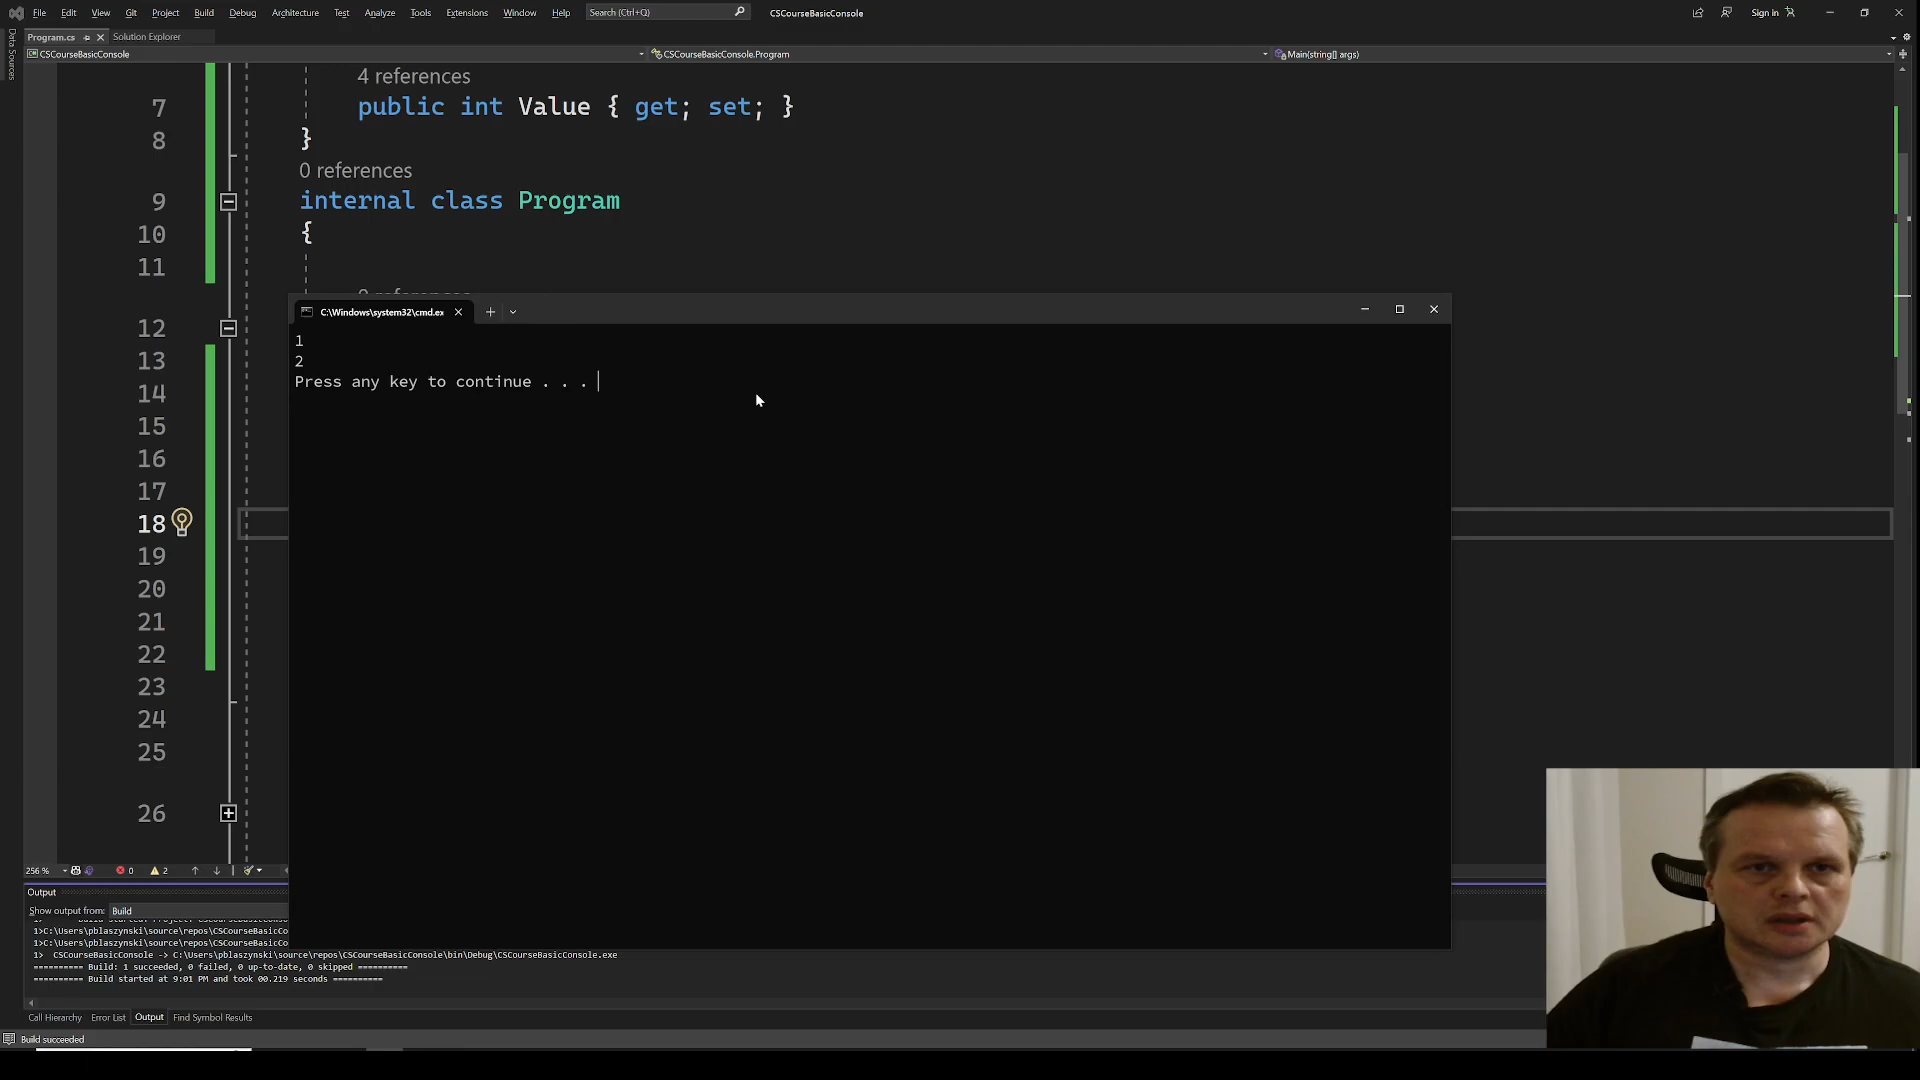 File Edit View Git Project Build Debug Architecture Test Analyze Tools Extensions Window Help Search (Ctrl+Q) CSCourseBasicConsole Sign in
Program.cs Solution Explorer
Data Sources
CSCourseBasicConsole CSCourseBasicConsole.Program Main(string[] args)
4 references
7 public int Value { get; set; }
8 }
0 references
9 internal class Program
10 {
11
12
13
14
15
16
17
18
19
20
21
22
23
24
25
26
C:\Windows\system32\cmd.ex
1
2
Press any key to continue . . .
256 % 0 2
Output
Show output from: Build
1>C:\Users\pblaszynski\source\repos\CSCourseBasicCo
1>C:\Users\pblaszynski\source\repos\CSCourseBasicCo
1> CSCourseBasicConsole -> C:\Users\pblaszynski\source\repos\CSCourseBasicConsole\bin\Debug\CSCourseBasicConsole.exe
========== Build: 1 succeeded, 0 failed, 0 up-to-date, 0 skipped ==========
========== Build started at 9:01 PM and took 00.219 seconds ==========
Call Hierarchy Error List Output Find Symbol Results
Build succeeded